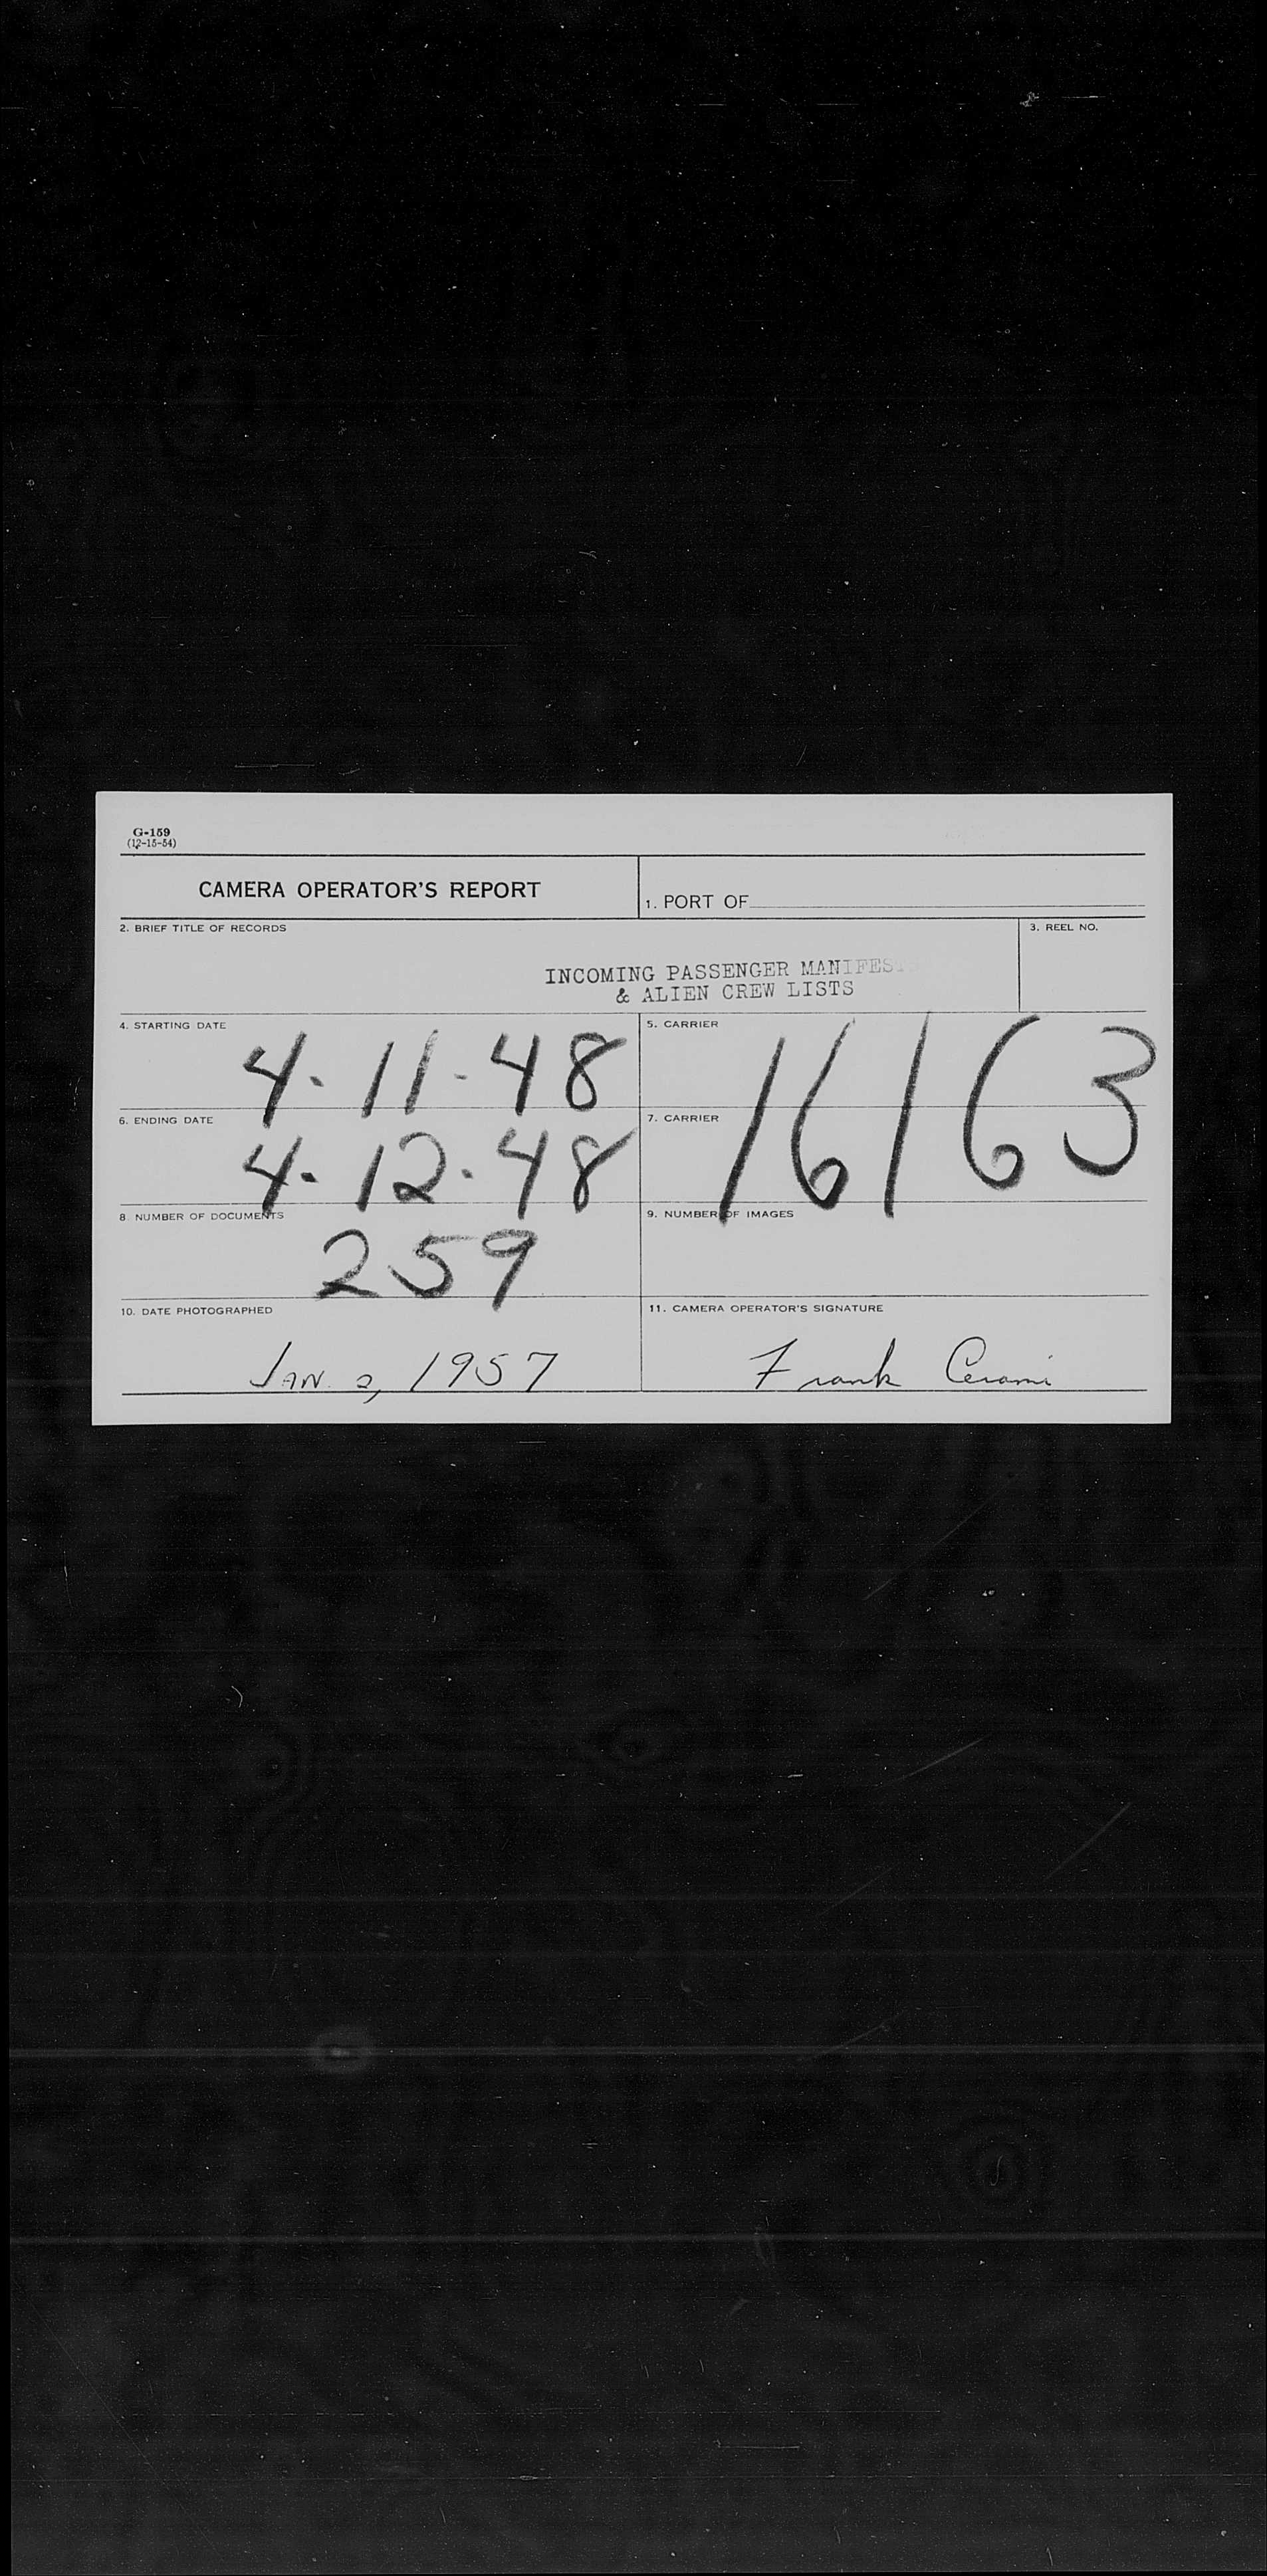 G-159
(12-15-54)
CAMERA OPERATOR'S REPORT
1. PORT OF
2. BRIEF TITLE OF RECORDS
3. REEL NO.
INCOMING PASSENGER MANIFES
& ALIEN CREW LISTS
4. STARTING DATE
4-11-48
5. CARRIER
16163
6. ENDING DATE
4-12-48
7. CARRIER
8. NUMBER OF DOCUMENTS
259
9. NUMBER OF IMAGES
10. DATE PHOTOGRAPHED
JAN. 2, 1957
11. CAMERA OPERATOR'S SIGNATURE
Frank Cerami